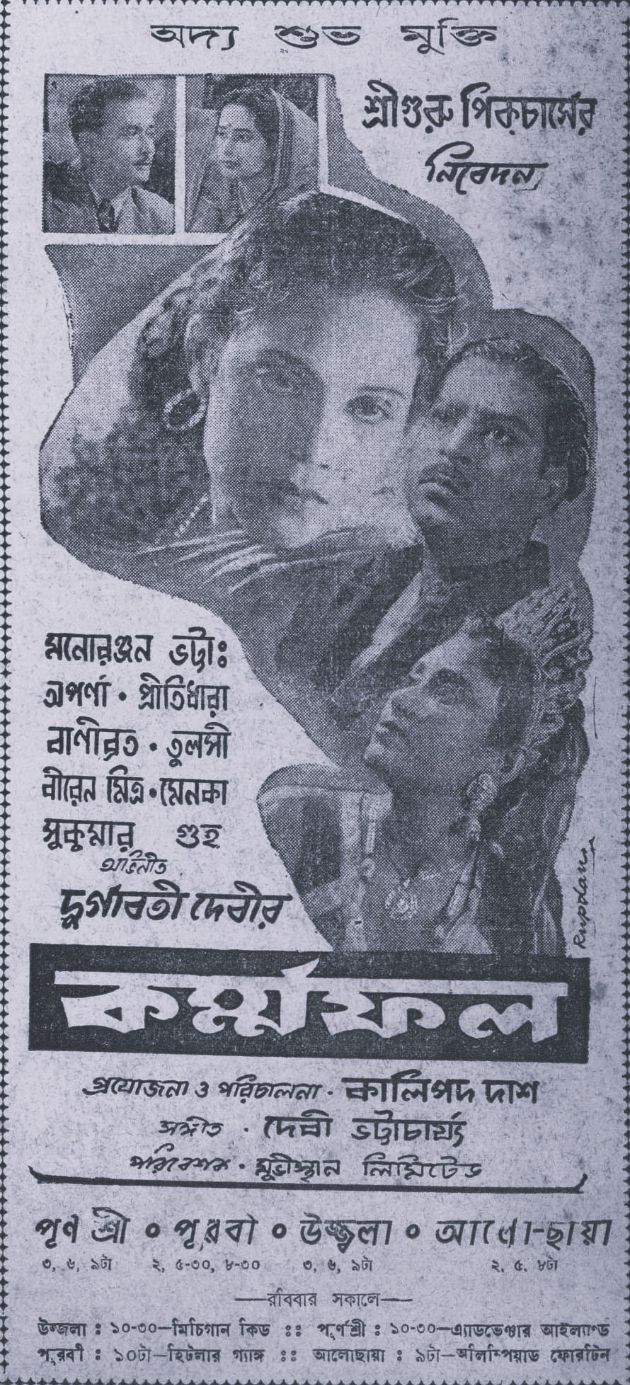 অদ্য শুভ মুক্তি
শ্রীগুরু পিকচার্সের
নিবেদন
মনোরঞ্জন ভট্টাঃ
অপর্ণা • প্রীতিধারা
বাণীব্রত • তুলসী
বীরেন মিত্র • মেনকা
সুকুমার গুহ
অভিনীত
দুর্গাবতী দেবীর
Rupdans
কর্ম্মফল
প্রযোজনা ও পরিচালনা • কালিপদ দাশ
সঙ্গীত • দেবী ভট্টাচার্য্য
পরিবেশক • মুভীস্থান লিমিটেড
পূর্ণ শ্রী • পূরবী • উজ্জ্বলা • আলো-ছায়া
৩, ৬, ৯টা ২, ৫-৩০, ৮-৩০ ৩, ৬, ৯টা ২, ৫, ৮টা
—রবিবার সকালে—
উজ্জলা : ১০-৩০—মিচিগান কিড :: পূর্ণশ্রী : ১০-৩০—এ্যাডভেঞ্চার আইল্যাণ্ড
পূরবী : ১০টা—হিটলার গ্যাঙ্গ :: আলোছায়া : ৯টা—অলিম্পিয়াড ফোরটিন